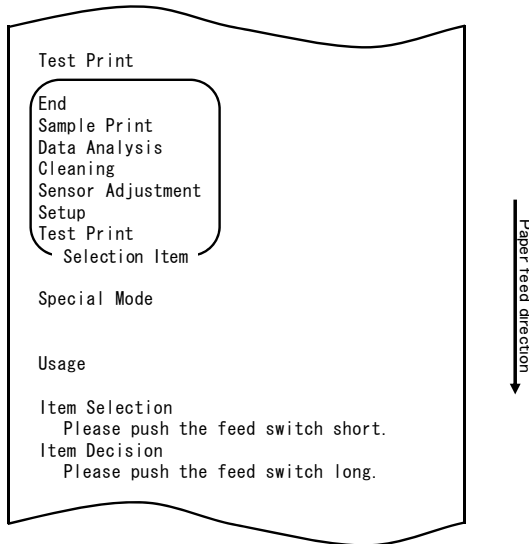 Test Print
End
Sample Print
Data Analysis
Cleaning
Sensor Adjustment
Setup
Test Print
Selection Item
Special Mode
Usage
Item Selection
Please push the feed switch short.
Item Decision
Please push the feed switch long.
Paper feed direction